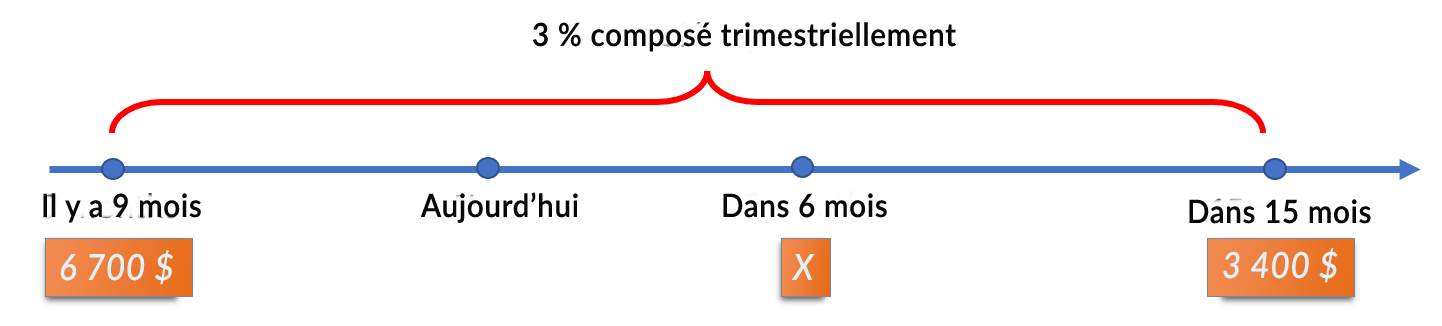 3 % composé trimestriellement
Il y a 9 mois
Aujourd’hui
Dans 6 mois
Dans 15 mois
6 700 $
X
3 400 $